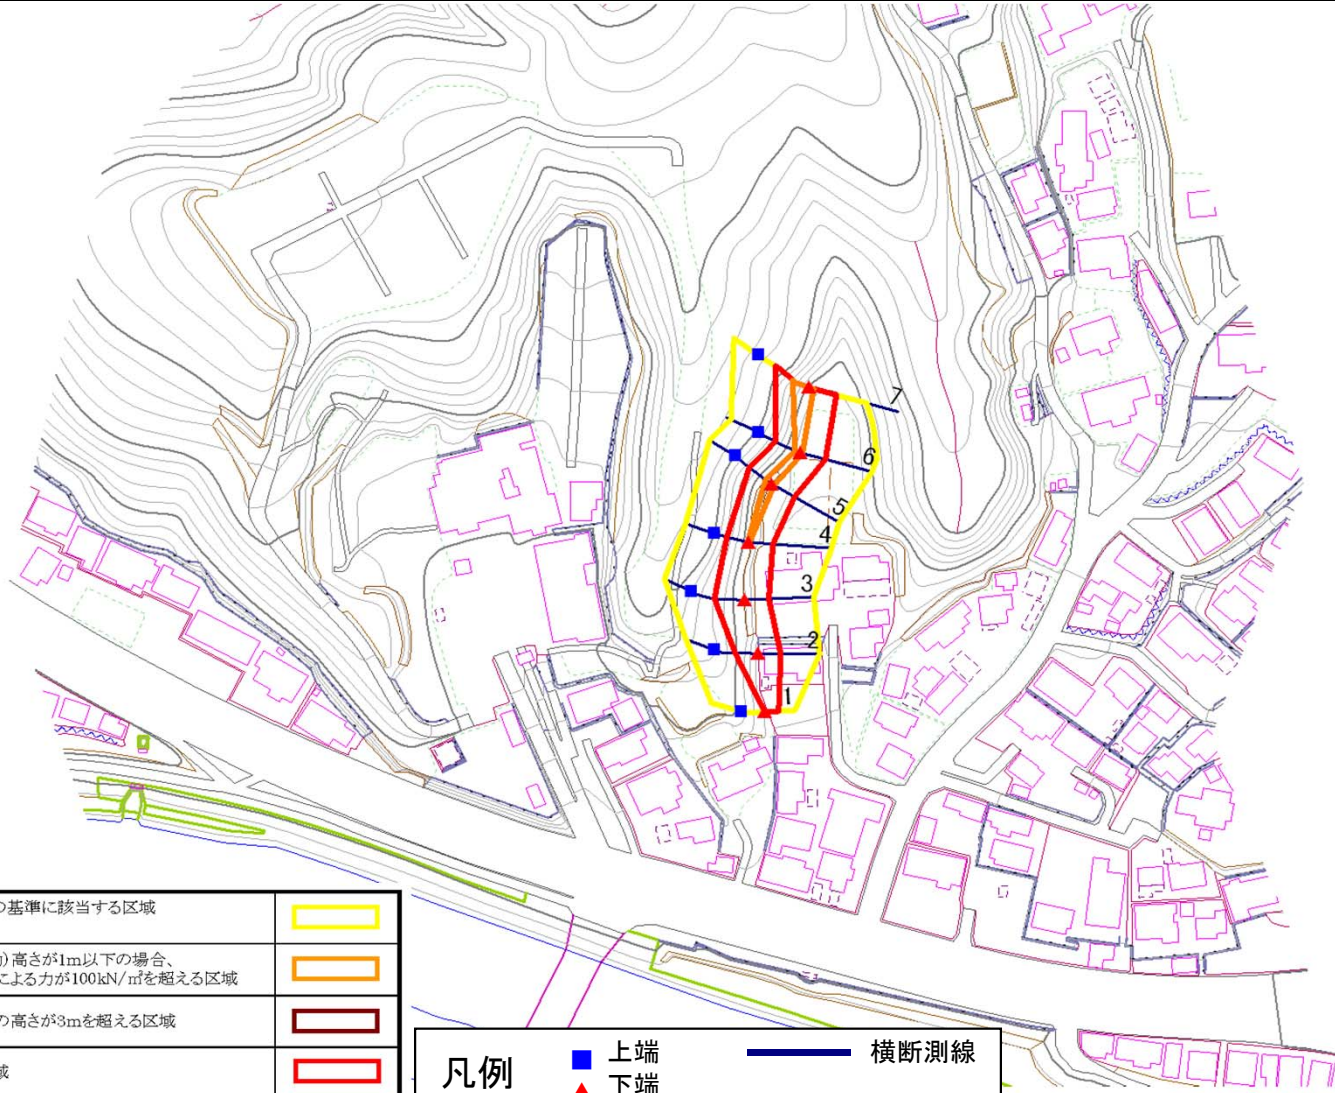 7
6
5
4
3
2
1
の基準に該当する区域
高さが1m以下の場合、
による力が100kN/㎡を超える区域
の高さが3mを超える区域
域
凡例
上端
横断測線
下端